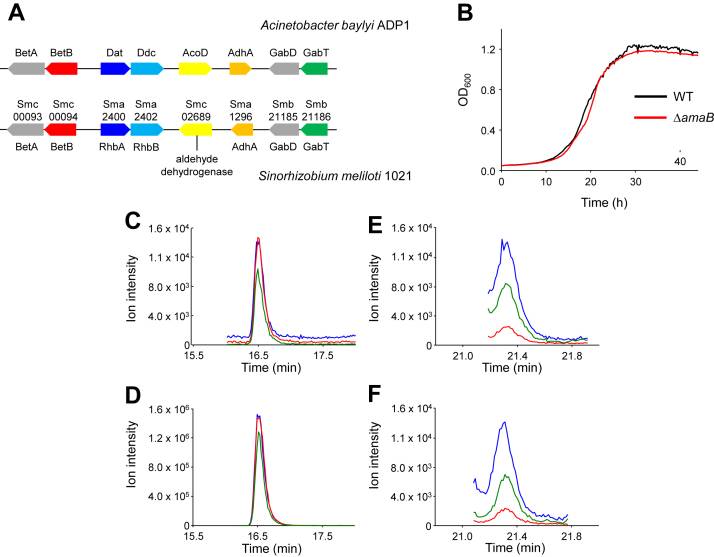 A
Acinetobacter baylyi ADP1
BetA BetB Dat Ddc AcoD AdhA GabD GabT
Smc Smc Sma Sma Smc Sma Smb Smb
00093 00094 2400 2402 02689 1296 21185 21186
BetA BetB RhbA RhbB AdhA GabD GabT
aldehyde
dehydrogenase
Sinorhizobium meliloti 1021
B
OD600
1.2
0.8
0.4
0
WT
ΔamaB
40
0 10 20 30 40
Time (h)
C
Ion intensity
1.6 x 10⁴
1.1 x 10⁴
8.0 x 10³
4.0 x 10³
0
15.5 16.5 17.5
Time (min)
E
Ion intensity
1.6 x 10⁴
1.1 x 10⁴
8.0 x 10³
4.0 x 10³
0
21.0 21.4 21.8
Time (min)
D
Ion intensity
1.6 x 10⁶
1.6 x 10⁶
8.0 x 10⁵
4.0 x 10⁵
0
15.5 16.5 17.5
Time (min)
F
Ion intensity
1.6 x 10⁴
1.1 x 10⁴
8.0 x 10³
4.0 x 10³
0
21.0 21.4 21.8
Time (min)